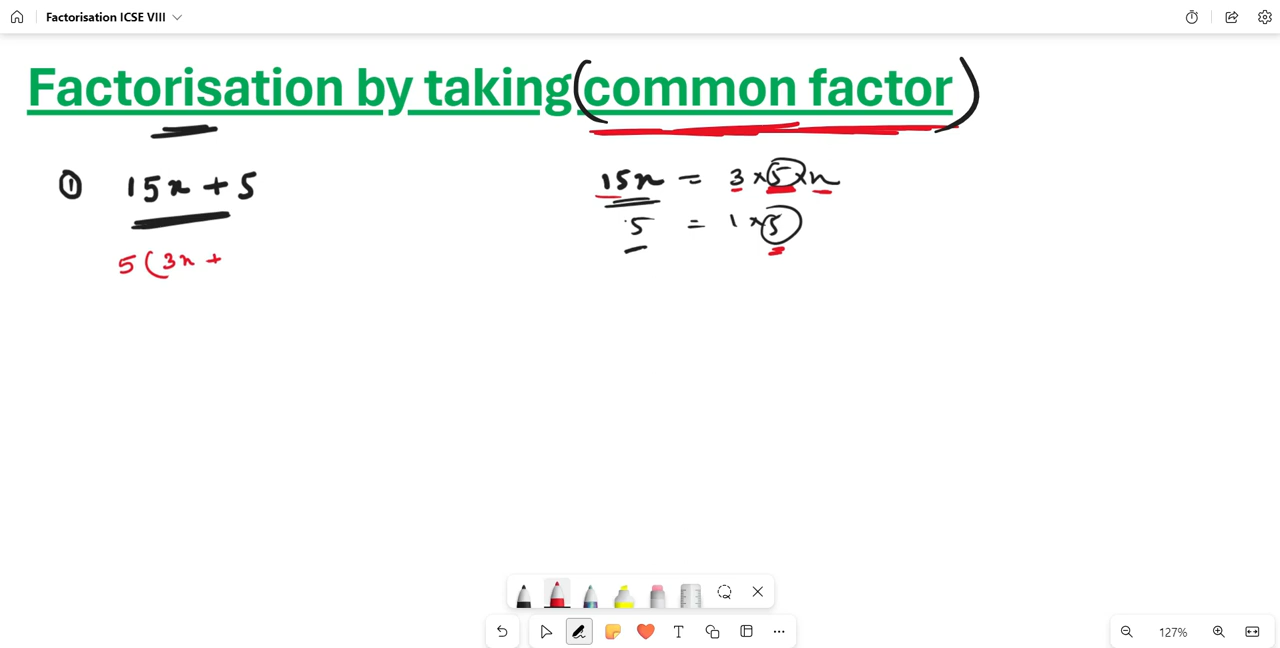 Factorisation ICSE VIII
Factorisation by taking (common factor)
① 15x + 5
15x = 3 × 5 × x
5 = 1 × 5
5 (3x +
T
127%